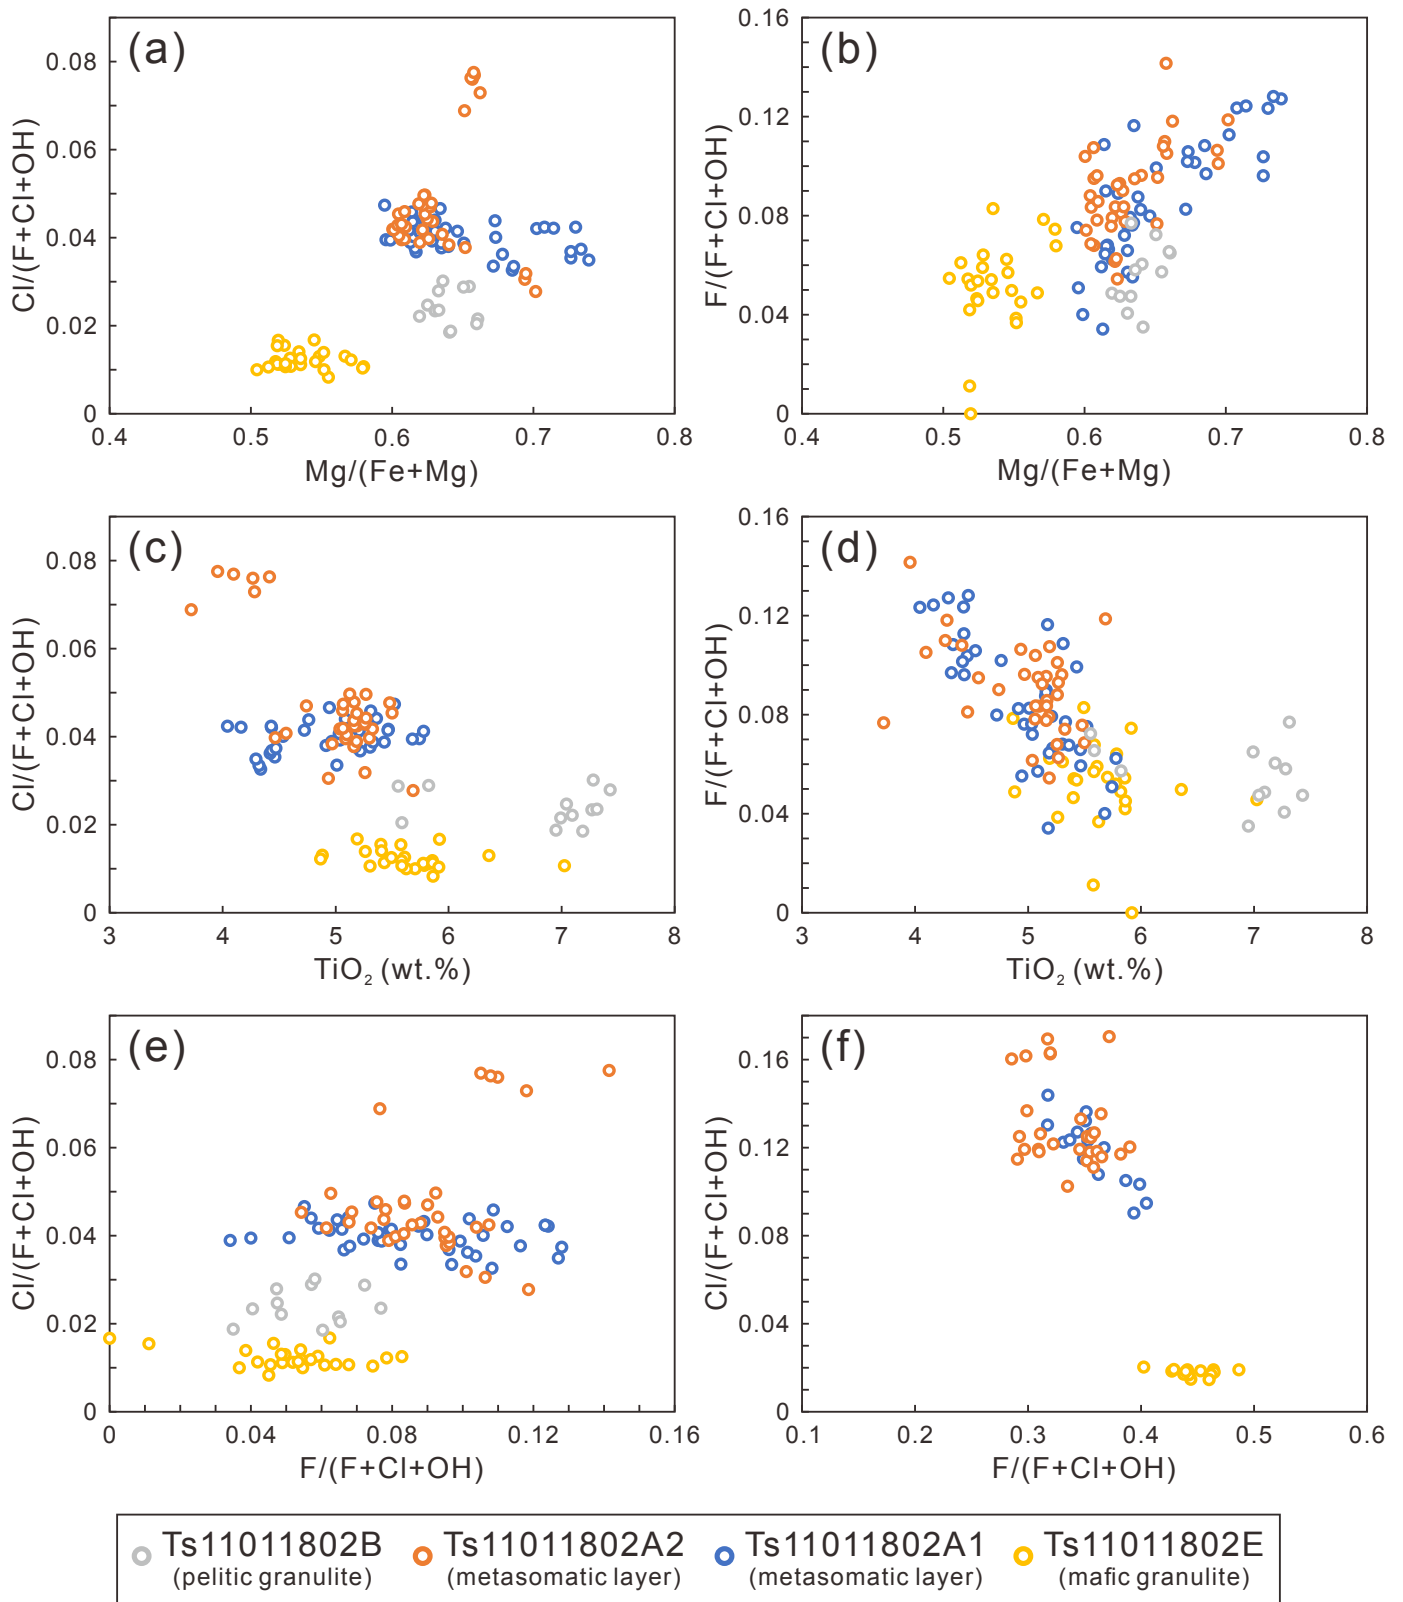 (a)
Cl/(F+Cl+OH)
0.08
0.06
0.04
0.02
0
0.4
0.5
0.6
0.7
0.8
Mg/(Fe+Mg)
(b)
F/(F+Cl+OH)
0.16
0.12
0.08
0.04
0
0.4
0.5
0.6
0.7
0.8
Mg/(Fe+Mg)
(c)
Cl/(F+Cl+OH)
0.08
0.06
0.04
0.02
0
3
4
5
6
7
8
TiO₂ (wt.%)
(d)
F/(F+Cl+OH)
0.16
0.12
0.08
0.04
0
3
4
5
6
7
8
TiO₂ (wt.%)
(e)
Cl/(F+Cl+OH)
0.08
0.06
0.04
0.02
0
0
0.04
0.08
0.12
0.16
F/(F+Cl+OH)
(f)
Cl/(F+Cl+OH)
0.16
0.12
0.08
0.04
0
0.1
0.2
0.3
0.4
0.5
0.6
F/(F+Cl+OH)
Ts11011802B
(pelitic granulite)
Ts11011802A2
(metasomatic layer)
Ts11011802A1
(metasomatic layer)
Ts11011802E
(mafic granulite)